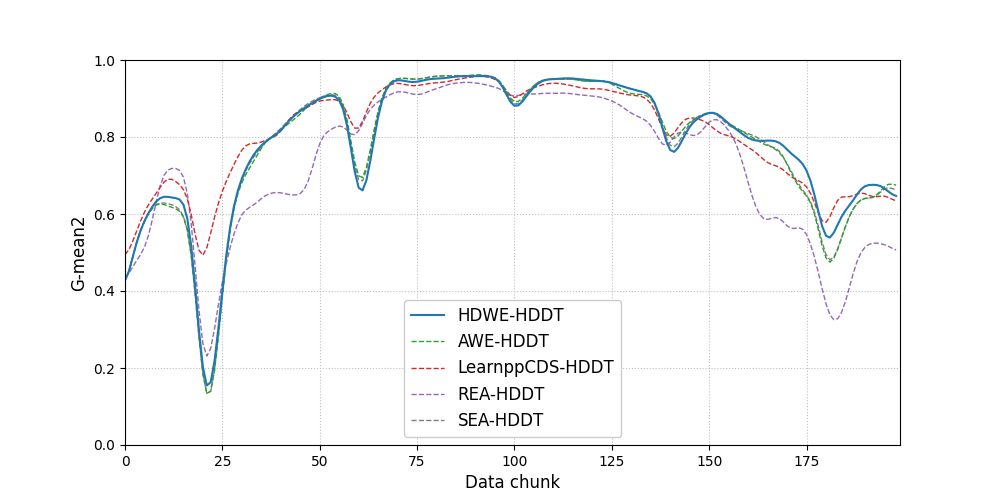 1.0
0.8
0.6
0.4
0.2
0.0
G-mean2
HDWE-HDDT
AWE-HDDT
LearnppCDS-HDDT
REA-HDDT
SEA-HDDT
0 25 50 75 100 125 150 175
Data chunk